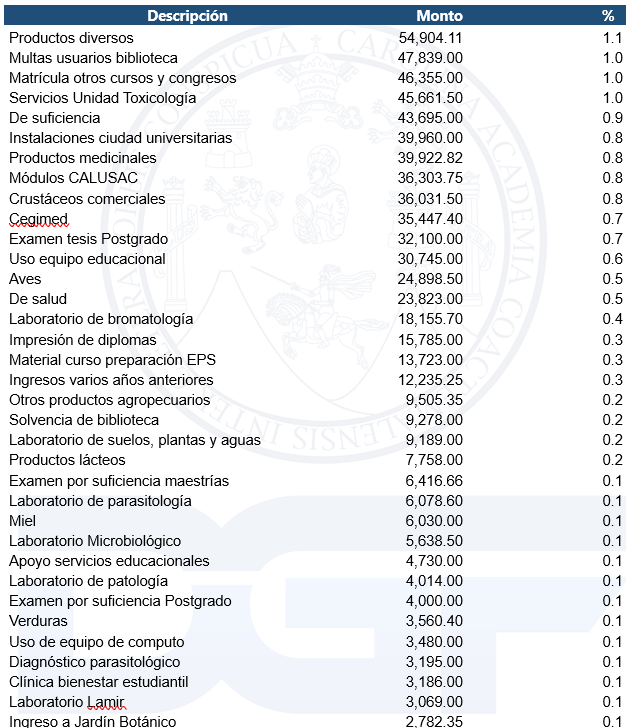 Descripción Monto %
Productos diversos 54,904.11 1.1
Multas usuarios biblioteca 47,839.00 1.0
Matrícula otros cursos y congresos 46,355.00 1.0
Servicios Unidad Toxicología 45,661.50 1.0
De suficiencia 43,695.00 0.9
Instalaciones ciudad universitarias 39,960.00 0.8
Productos medicinales 39,922.82 0.8
Módulos CALUSAC 36,303.75 0.8
Crustáceos comerciales 36,031.50 0.8
Cegimed 35,447.40 0.7
Examen tesis Postgrado 32,100.00 0.7
Uso equipo educacional 30,745.00 0.6
Aves 24,898.50 0.5
De salud 23,823.00 0.5
Laboratorio de bromatología 18,155.70 0.4
Impresión de diplomas 15,785.00 0.3
Material curso preparación EPS 13,723.00 0.3
Ingresos varios años anteriores 12,235.25 0.3
Otros productos agropecuarios 9,505.35 0.2
Solvencia de biblioteca 9,278.00 0.2
Laboratorio de suelos, plantas y aguas 9,189.00 0.2
Productos lácteos 7,758.00 0.2
Examen por suficiencia maestrías 6,416.66 0.1
Laboratorio de parasitología 6,078.60 0.1
Miel 6,030.00 0.1
Laboratorio Microbiológico 5,638.50 0.1
Apoyo servicios educacionales 4,730.00 0.1
Laboratorio de patología 4,014.00 0.1
Examen por suficiencia Postgrado 4,000.00 0.1
Verduras 3,560.40 0.1
Uso de equipo de computo 3,480.00 0.1
Diagnóstico parasitológico 3,195.00 0.1
Clínica bienestar estudiantil 3,186.00 0.1
Laboratorio Lamir 3,069.00 0.1
Ingreso a Jardín Botánico 2,782.35 0.1